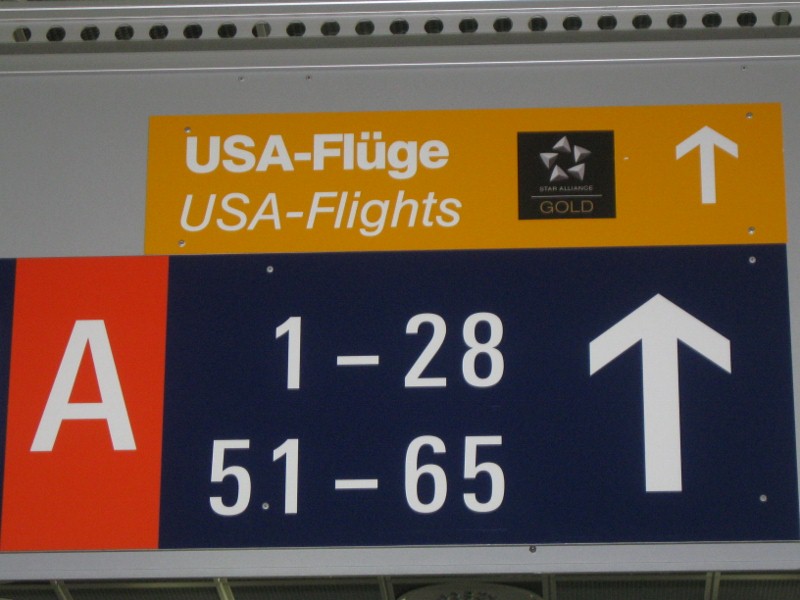 USA-Flüge
USA-Flights
STAR ALLIANCE
GOLD
A
1 – 28
51 – 65